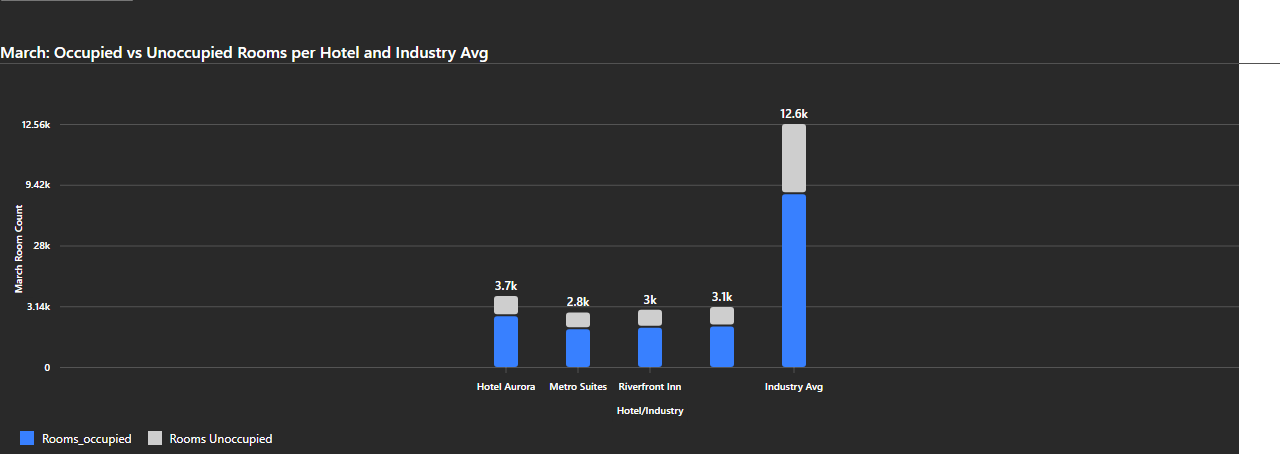 March: Occupied vs Unoccupied Rooms per Hotel and Industry Avg
12.6k
12.56k
9.42k
March Room Count
28k
3.7k
2.8k
3k
3.1k
3.14k
0
Hotel Aurora Metro Suites Riverfront Inn Industry Avg
Hotel/Industry
Rooms_occupied Rooms Unoccupied